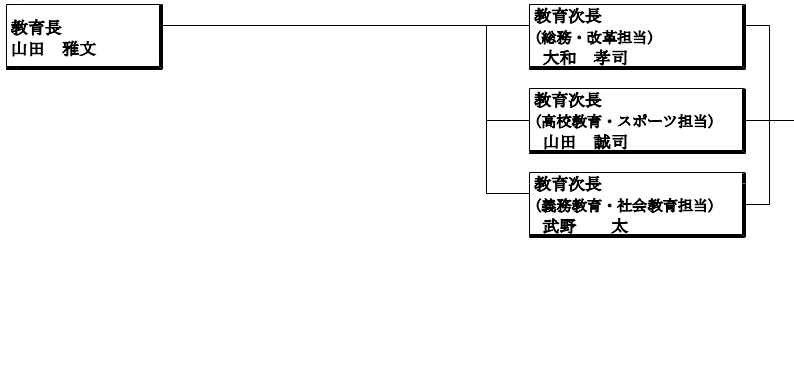 教育長
山田　雅文
教育次長
(総務・改革担当)
大和　孝司
教育次長
(高校教育・スポーツ担当)
山田　誠司
教育次長
(義務教育・社会教育担当)
武野　　太